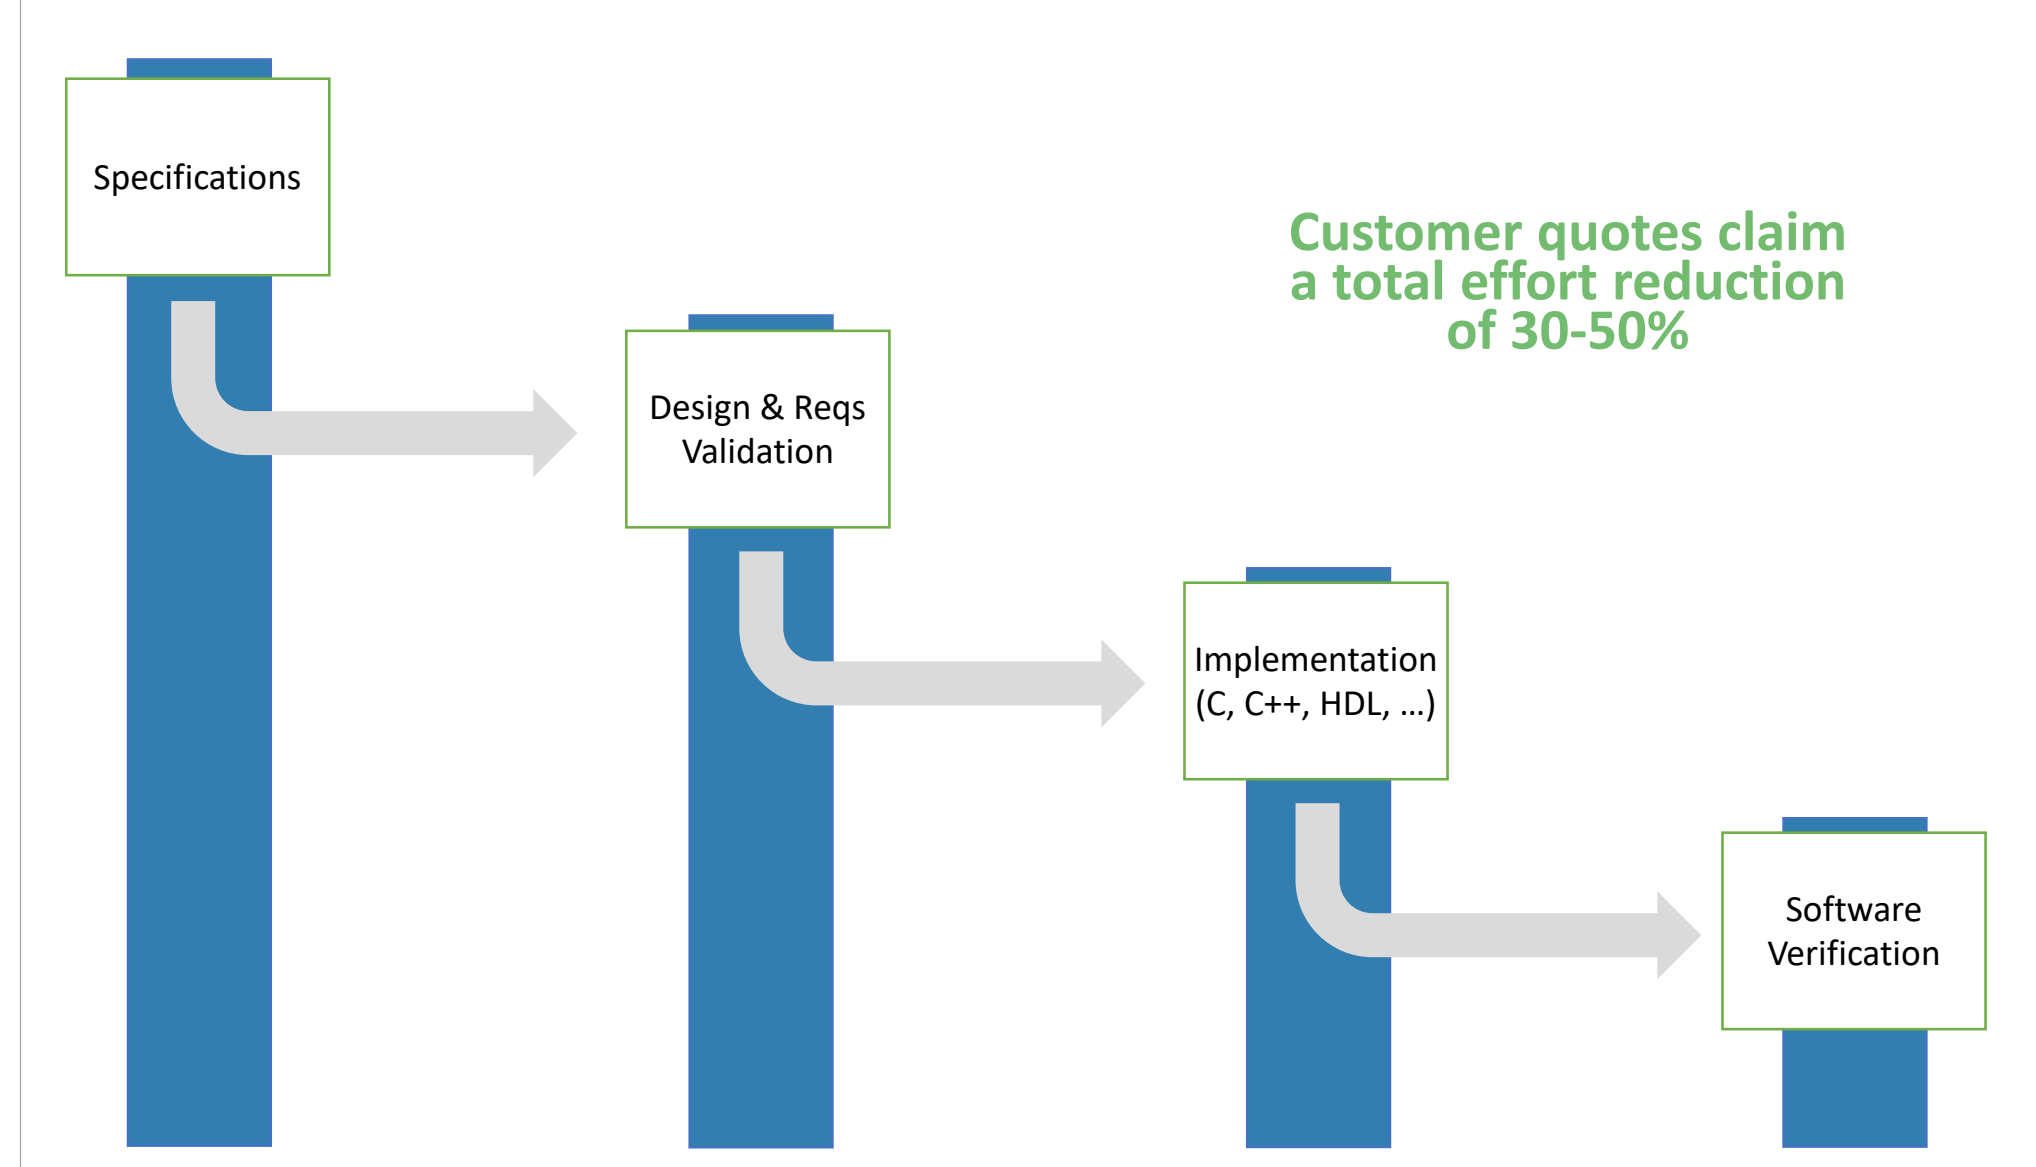 Specifications
Customer quotes claim
a total effort reduction
of 30-50%
Design & Reqs
Validation
Implementation
(C, C++, HDL, ...)
Software
Verification